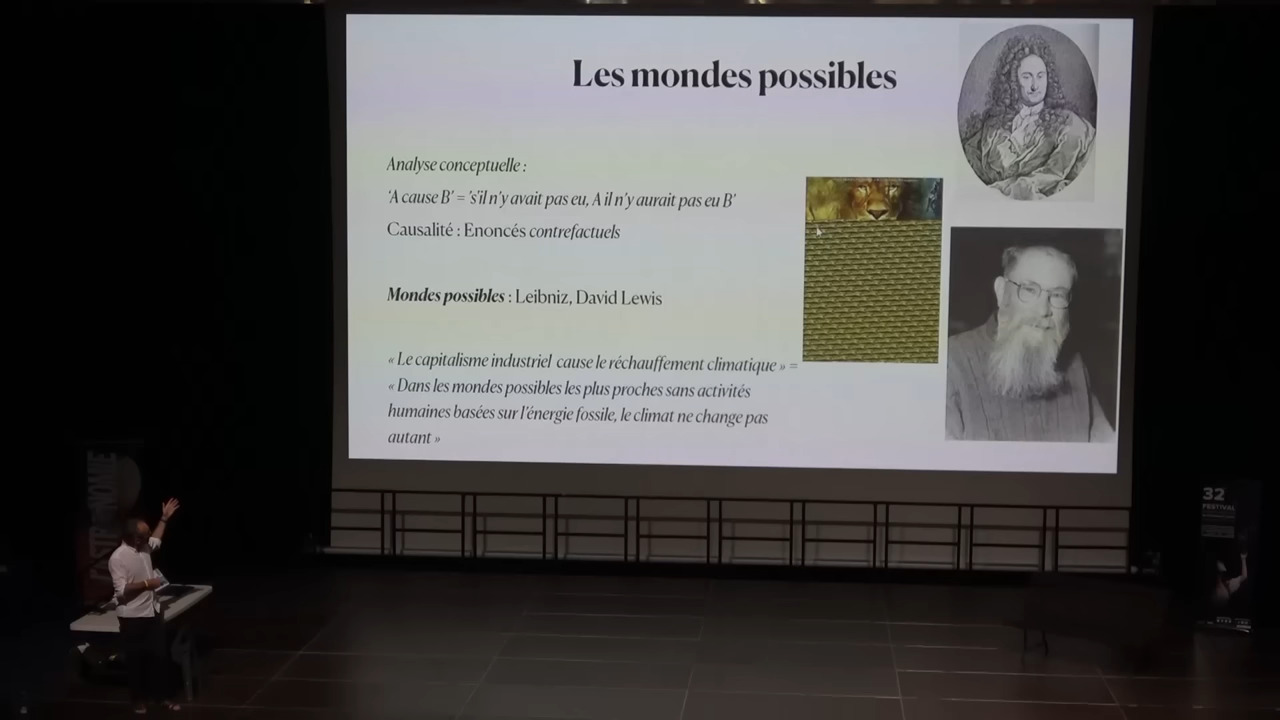 Les mondes possibles
Analyse conceptuelle :
‘A cause B’ = ’s’il n’y avait pas eu, A il n’y aurait pas eu B’
Causalité : Enoncés contrefactuels
Mondes possibles : Leibniz, David Lewis
« Le capitalisme industriel cause le réchauffement climatique » =
« Dans les mondes possibles les plus proches sans activités
humaines basées sur l’énergie fossile, le climat ne change pas
autant »
32
FESTIVAL